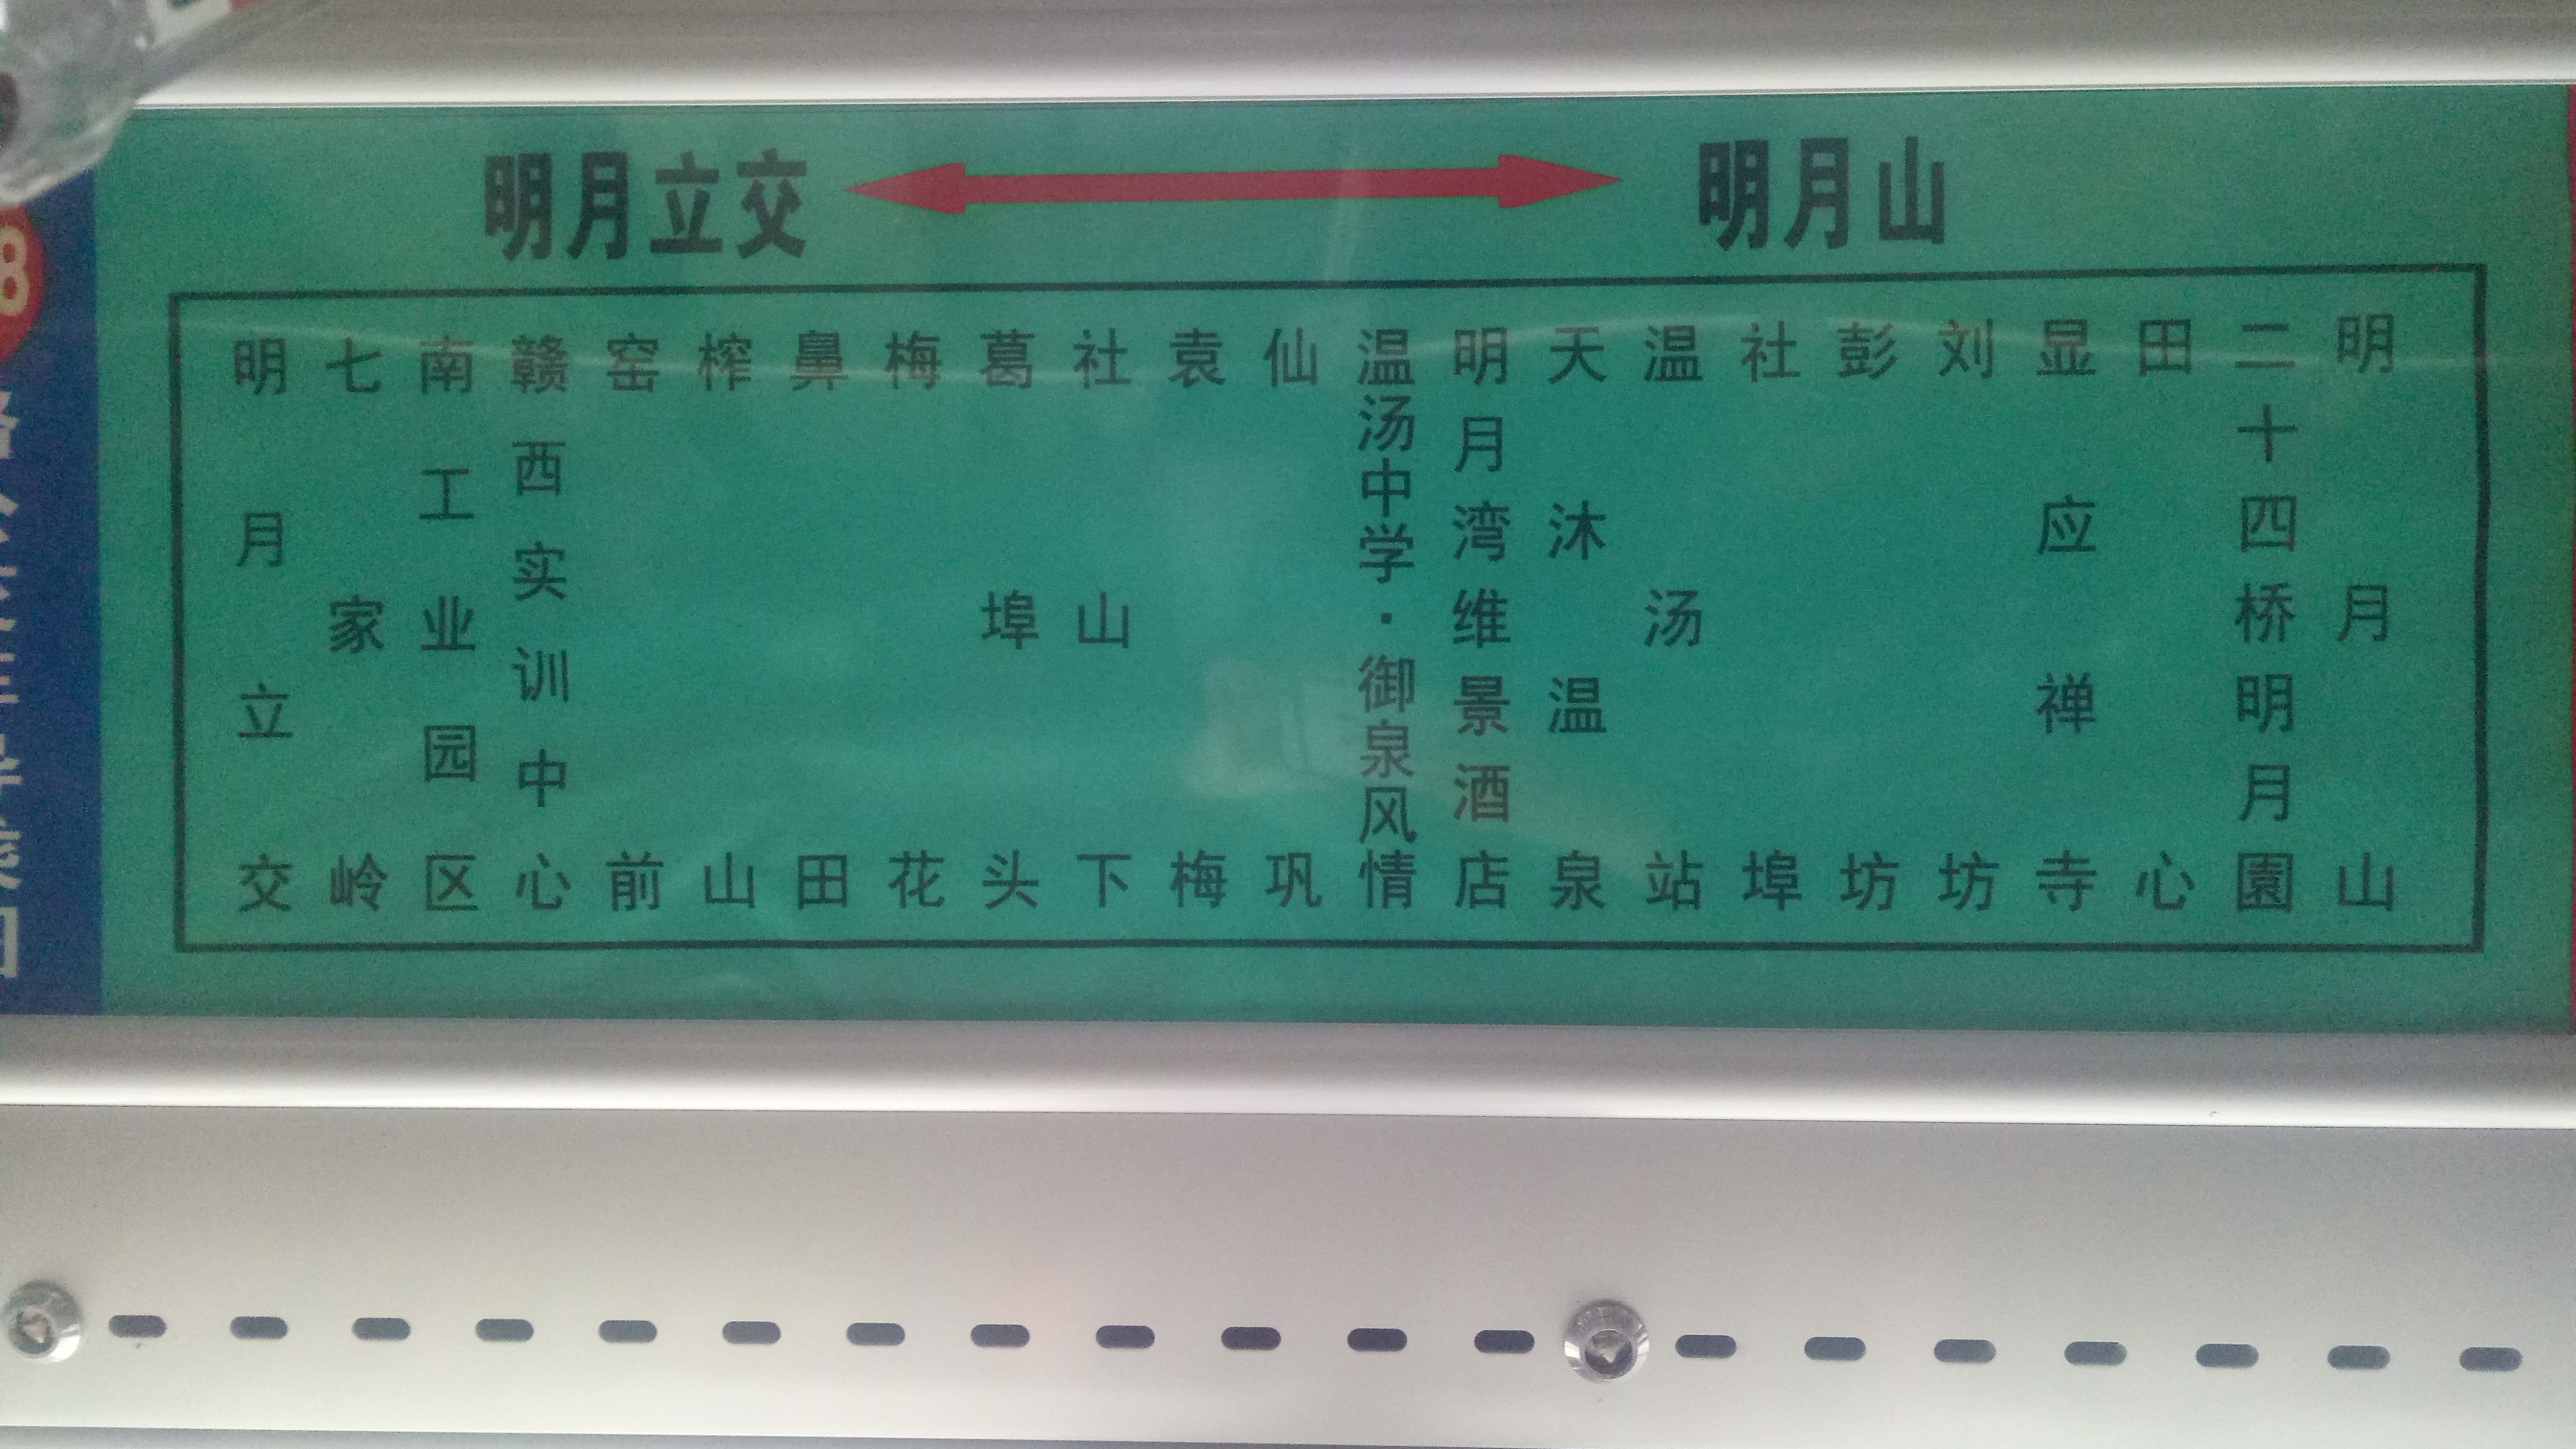 明月立交 明月山
明月立交
七家岭
南工业园区
赣西实训中心
窑前
榨山
鼻田
梅花
葛埠头
社山下
袁梅
仙巩
温汤中学·御泉风情
明月湾维景酒店
天沐温泉
温汤站
社埠
彭坊
刘坊
显应禅寺
田心
二十四桥明月園
明月山
8